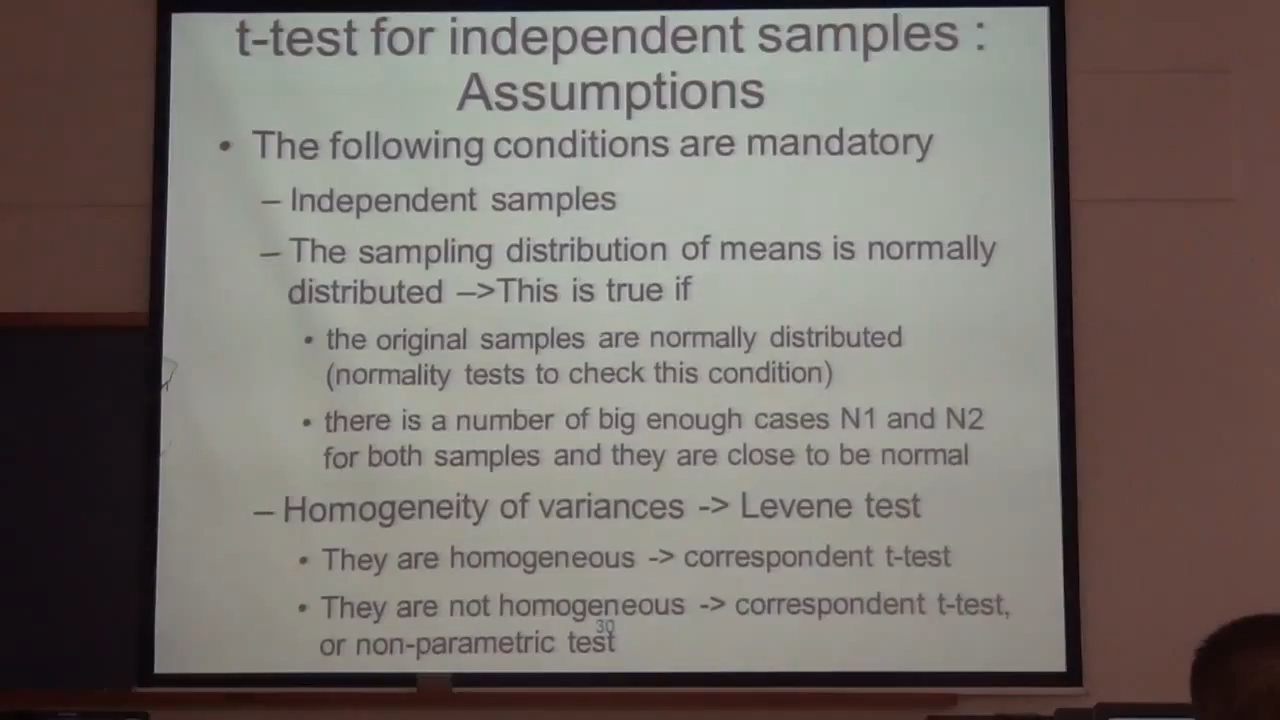 t-test for independent samples :
Assumptions
• The following conditions are mandatory
– Independent samples
– The sampling distribution of means is normally
distributed –>This is true if
• the original samples are normally distributed
(normality tests to check this condition)
• there is a number of big enough cases N1 and N2
for both samples and they are close to be normal
– Homogeneity of variances -> Levene test
• They are homogeneous -> correspondent t-test
• They are not homogeneous -> correspondent t-test,
or non-parametric test
30